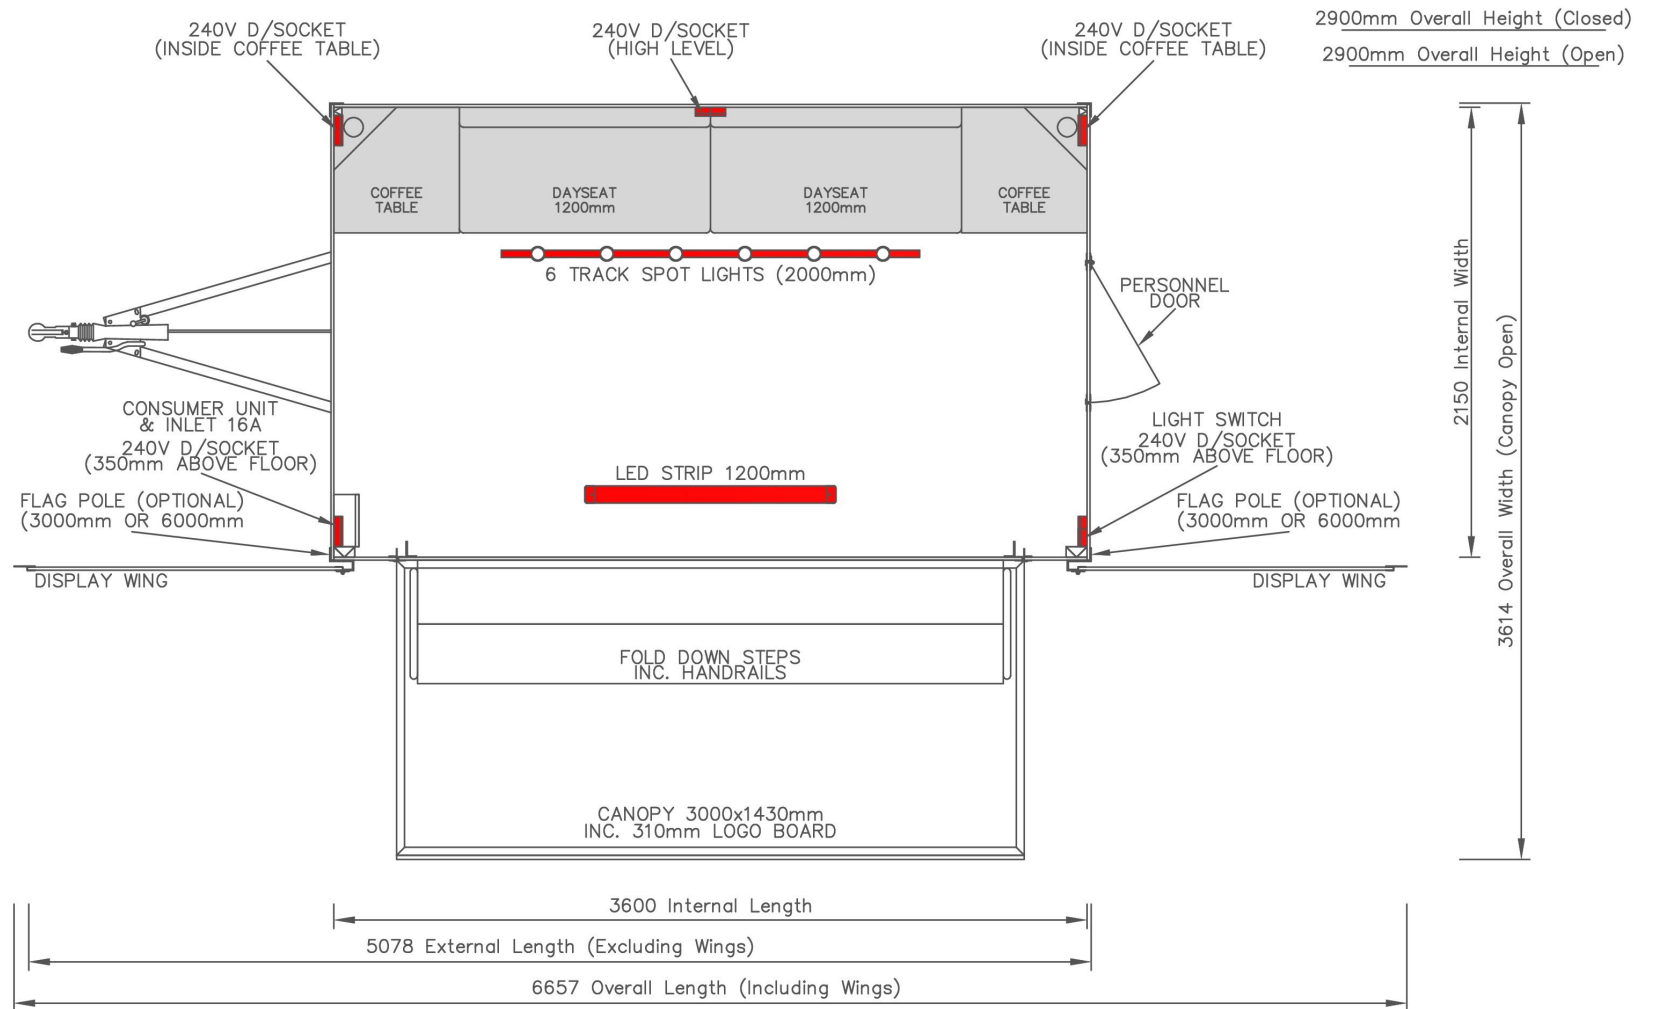 240V D/SOCKET
(INSIDE COFFEE TABLE)
240V D/SOCKET
(HIGH LEVEL)
240V D/SOCKET
(INSIDE COFFEE TABLE)
2900mm Overall Height (Closed)
2900mm Overall Height (Open)
COFFEE
TABLE
DAYSEAT
1200mm
DAYSEAT
1200mm
COFFEE
TABLE
6 TRACK SPOT LIGHTS (2000mm)
PERSONNEL
DOOR
2150 Internal Width
3614 Overall Width (Canopy Open)
CONSUMER UNIT
& INLET 16A
240V D/SOCKET
(350mm ABOVE FLOOR)
FLAG POLE (OPTIONAL)
(3000mm OR 6000mm
LED STRIP 1200mm
LIGHT SWITCH
240V D/SOCKET
(350mm ABOVE FLOOR)
FLAG POLE (OPTIONAL)
(3000mm OR 6000mm
DISPLAY WING
DISPLAY WING
FOLD DOWN STEPS
INC. HANDRAILS
CANOPY 3000x1430mm
INC. 310mm LOGO BOARD
3600 Internal Length
5078 External Length (Excluding Wings)
6657 Overall Length (Including Wings)